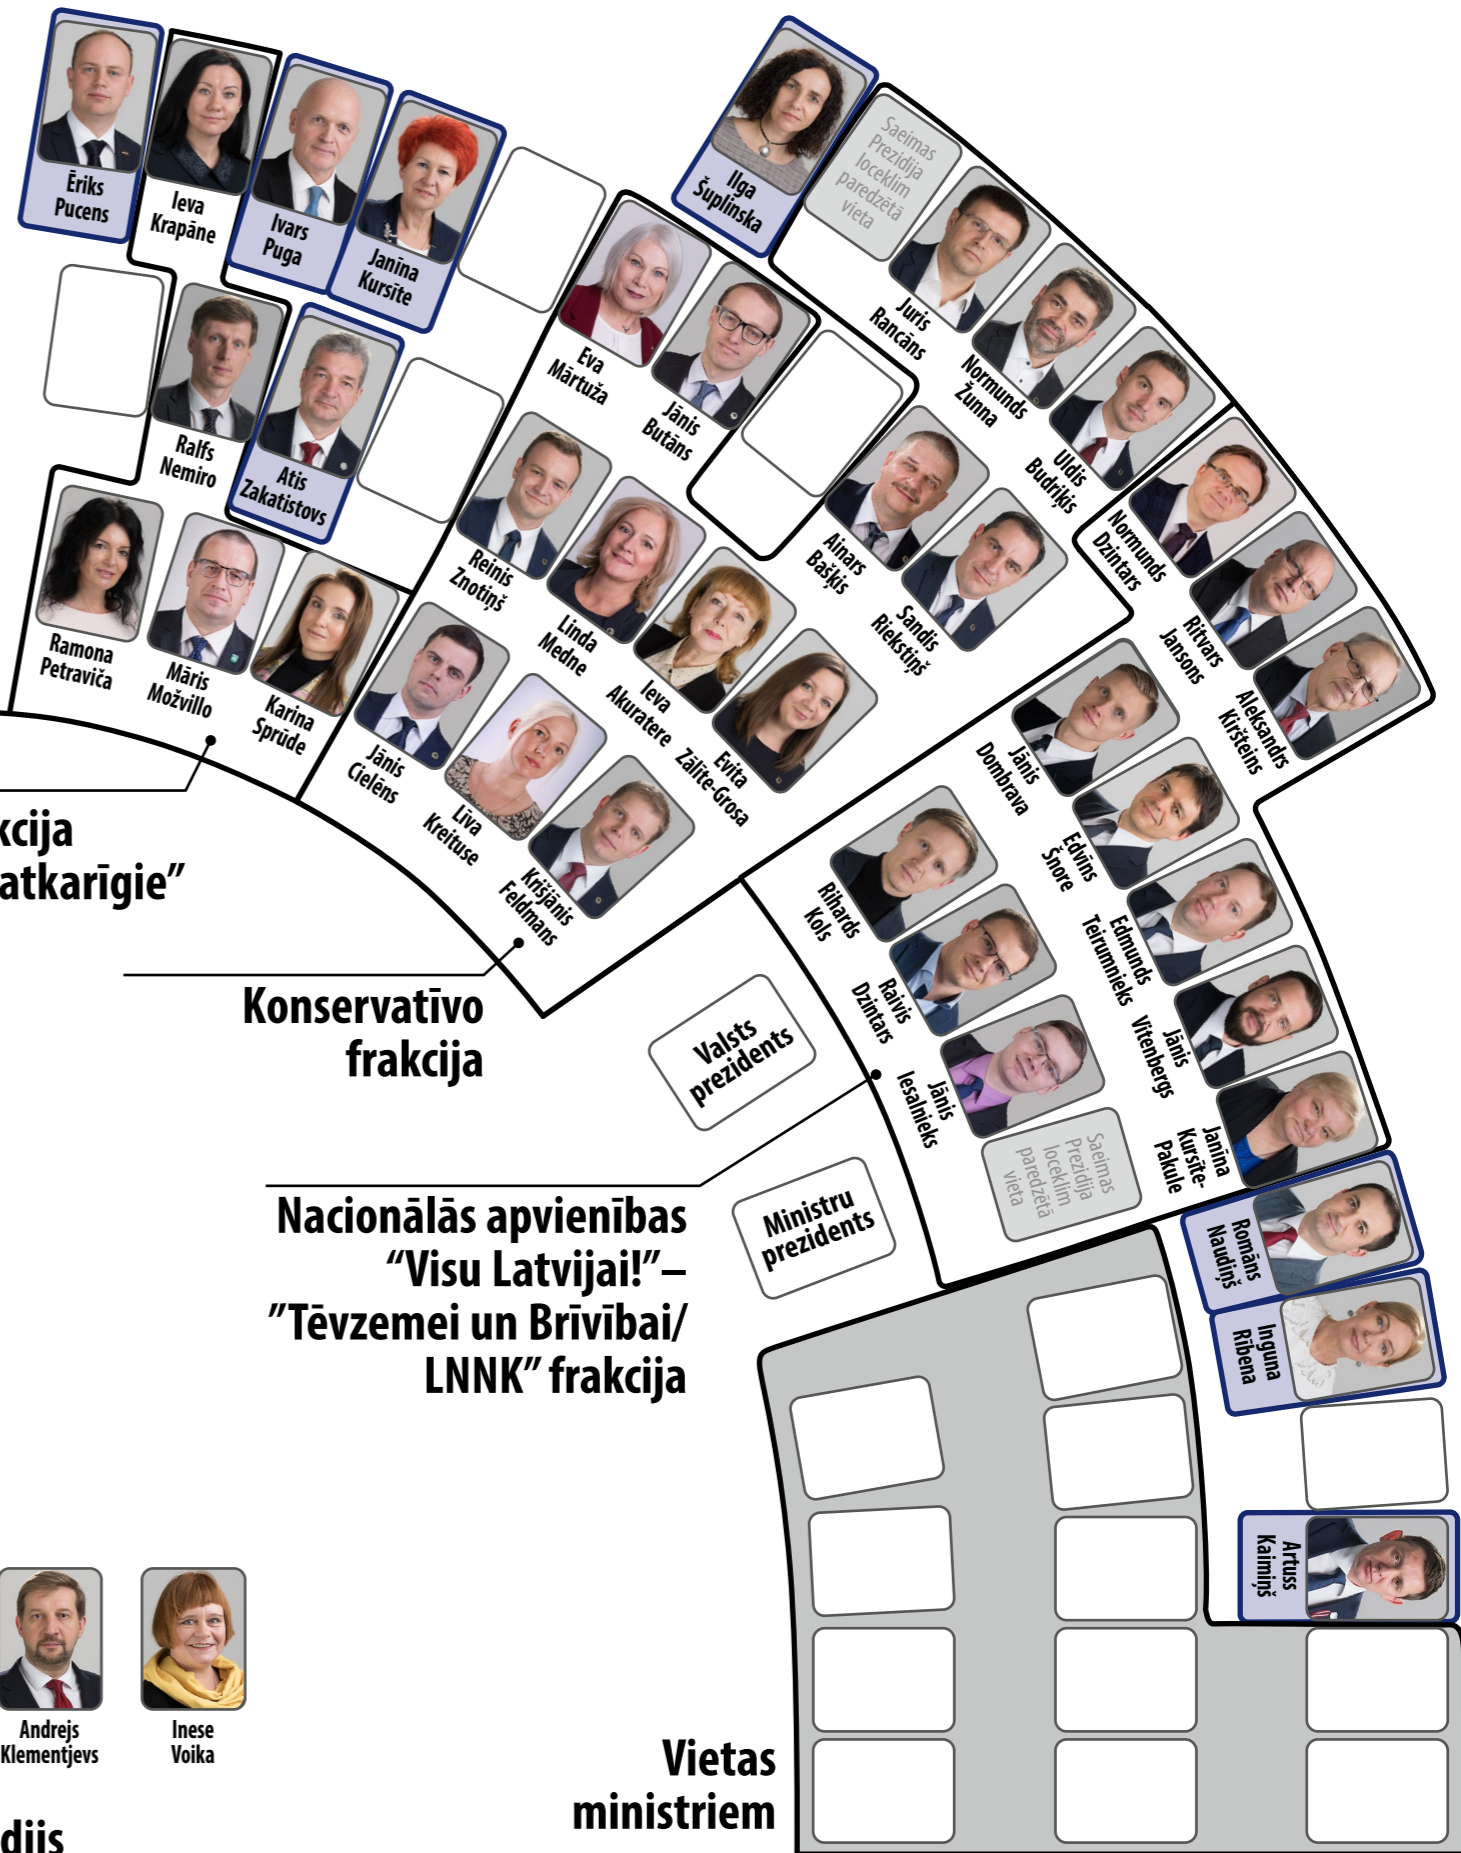 Ēriks
Pucens
Ieva
Krapāne
Ivars
Puga
Janīna
Kursīte
Ilga
Šuplinska
Saeimas
Prezidija
loceklim
paredzētā
vieta
Juris
Rancāns
Normunds
Žunna
Uldis
Budriķis
Eva
Mārtuža
Jānis
Butāns
Ralfs
Nemiro
Atis
Zakatistovs
Ainars
Bašķis
Sandis
Riekstiņš
Normunds
Dzintars
Ritvars
Jansons
Aleksandrs
Kiršteins
Reinis
Znotiņš
Linda
Medne
Ieva
Akuratere
Evita
Zālīte-Grosa
Ramona
Petraviča
Māris
Možvillo
Karina
Sprūde
Jānis
Cielēns
Līva
Kreituse
Krišjānis
Feldmans
Jānis
Dombrava
Edvīns
Šnore
Edmunds
Teirumnieks
Jānis
Vitenbergs
Janīna
Kursīte-
Pakule
Rihards
Kols
Raivis
Dzintars
Jānis
Iesalnieks
Saeimas
Prezidija
loceklim
paredzētā
vieta
kcija
atkarīgie”
Konservatīvo
frakcija
Valsts
prezidents
Ministru
prezidents
Nacionālās apvienības
“Visu Latvijai!”–
”Tēvzemei un Brīvībai/
LNNK” frakcija
Romāns
Naudiņš
Inguna
Rībena
Artuss
Kaimiņš
Andrejs
Klementjevs
Inese
Voika
Vietas
ministriem
dijs